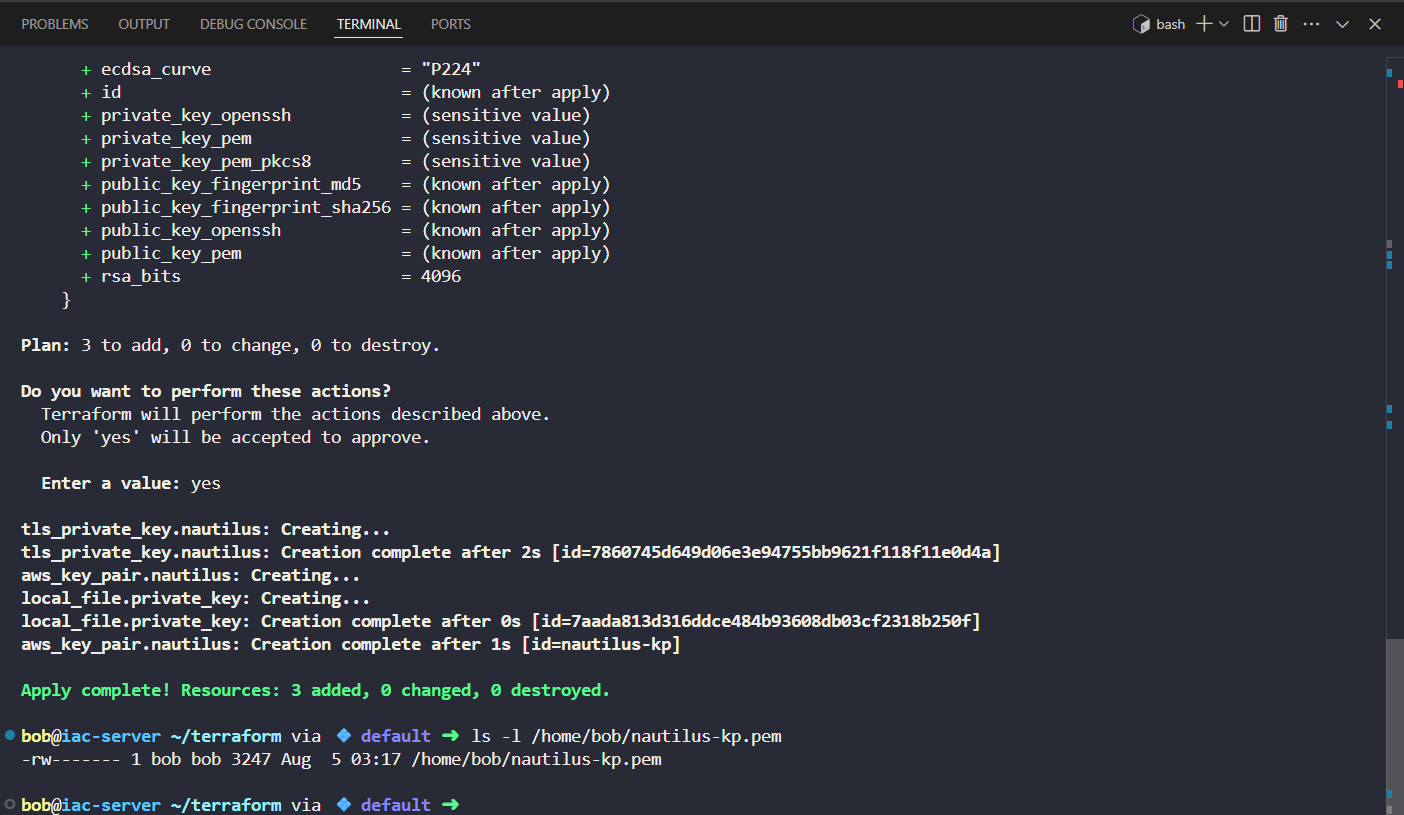 PROBLEMS OUTPUT DEBUG CONSOLE TERMINAL PORTS bash
+ ecdsa_curve = "P224"
+ id = (known after apply)
+ private_key_openssh = (sensitive value)
+ private_key_pem = (sensitive value)
+ private_key_pem_pkcs8 = (sensitive value)
+ public_key_fingerprint_md5 = (known after apply)
+ public_key_fingerprint_sha256 = (known after apply)
+ public_key_openssh = (known after apply)
+ public_key_pem = (known after apply)
+ rsa_bits = 4096
}
Plan: 3 to add, 0 to change, 0 to destroy.
Do you want to perform these actions?
Terraform will perform the actions described above.
Only 'yes' will be accepted to approve.
Enter a value: yes
tls_private_key.nautilus: Creating...
tls_private_key.nautilus: Creation complete after 2s [id=7860745d649d06e3e94755bb9621f118f11e0d4a]
aws_key_pair.nautilus: Creating...
local_file.private_key: Creating...
local_file.private_key: Creation complete after 0s [id=7aada813d316ddce484b93608db03cf2318b250f]
aws_key_pair.nautilus: Creation complete after 1s [id=nautilus-kp]
Apply complete! Resources: 3 added, 0 changed, 0 destroyed.
bob@iac-server ~/terraform via 💠 default ➜ ls -l /home/bob/nautilus-kp.pem
-rw------- 1 bob bob 3247 Aug  5 03:17 /home/bob/nautilus-kp.pem
bob@iac-server ~/terraform via 💠 default ➜